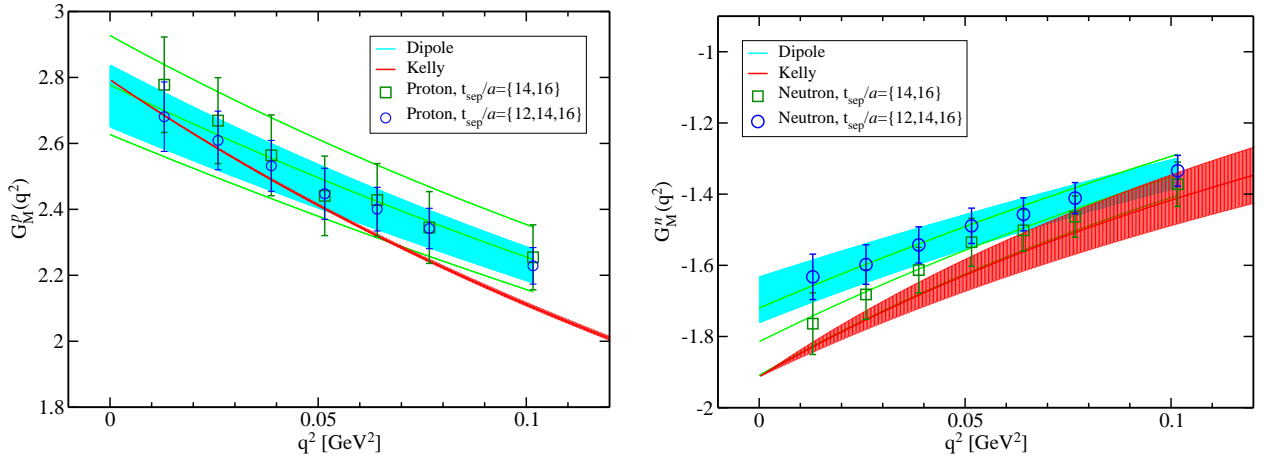 3
2.8
2.6
2.4
2.2
2
1.8
0
0.05
0.1
q² [GeV²]
G_M^p(q²)
Dipole
Kelly
Proton, t_sep/a={14,16}
Proton, t_sep/a={12,14,16}
-1
-1.2
-1.4
-1.6
-1.8
-2
0
0.05
0.1
q² [GeV²]
G_M^n(q²)
Dipole
Kelly
Neutron, t_sep/a={14,16}
Neutron, t_sep/a={12,14,16}